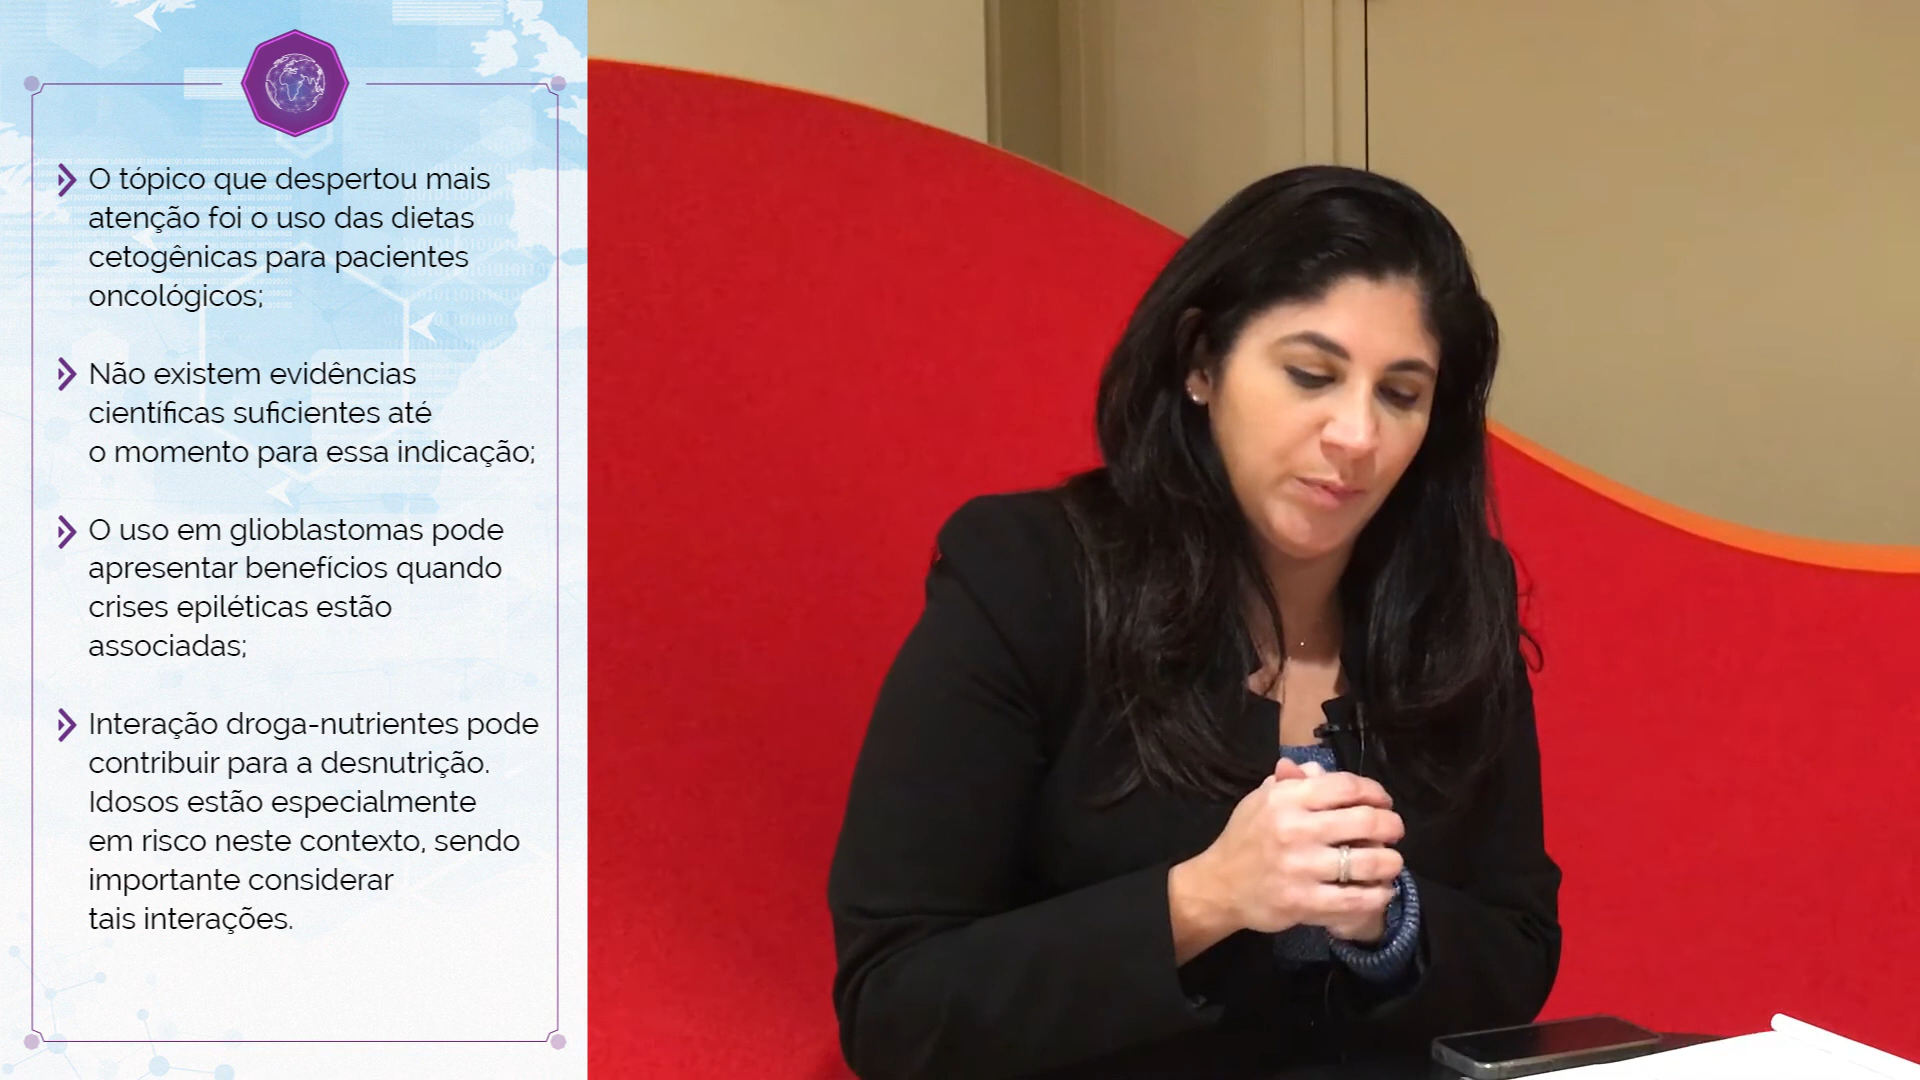 O tópico que despertou mais
atenção foi o uso das dietas
cetogênicas para pacientes
oncológicos;
Não existem evidências
científicas suficientes até
o momento para essa indicação;
O uso em glioblastomas pode
apresentar benefícios quando
crises epiléticas estão
associadas;
Interação droga-nutrientes pode
contribuir para a desnutrição.
Idosos estão especialmente
em risco neste contexto, sendo
importante considerar
tais interações.